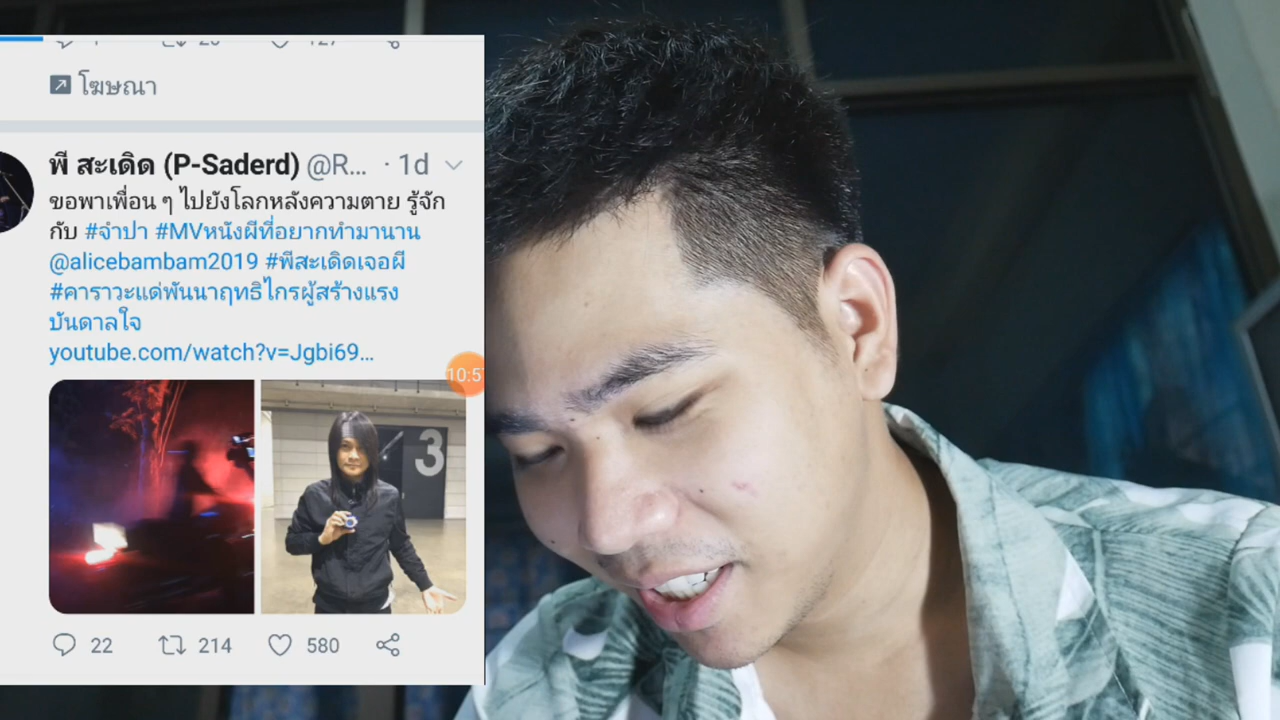 โฆษณา
พี สะเดิด (P-Saderd) @R... · 1d
ขอพาเพื่อน ๆ ไปยังโลกหลังความตาย รู้จัก
กับ #จำปา #MVหนังผีที่อยากทำมานาน
@alicebambam2019 #พีสะเดิดเจอผี
#คาราวะแด่พันนาฤทธิไกรผู้สร้างแรง
บันดาลใจ
youtube.com/watch?v=Jgbi69...
10:5
3
22 214 580